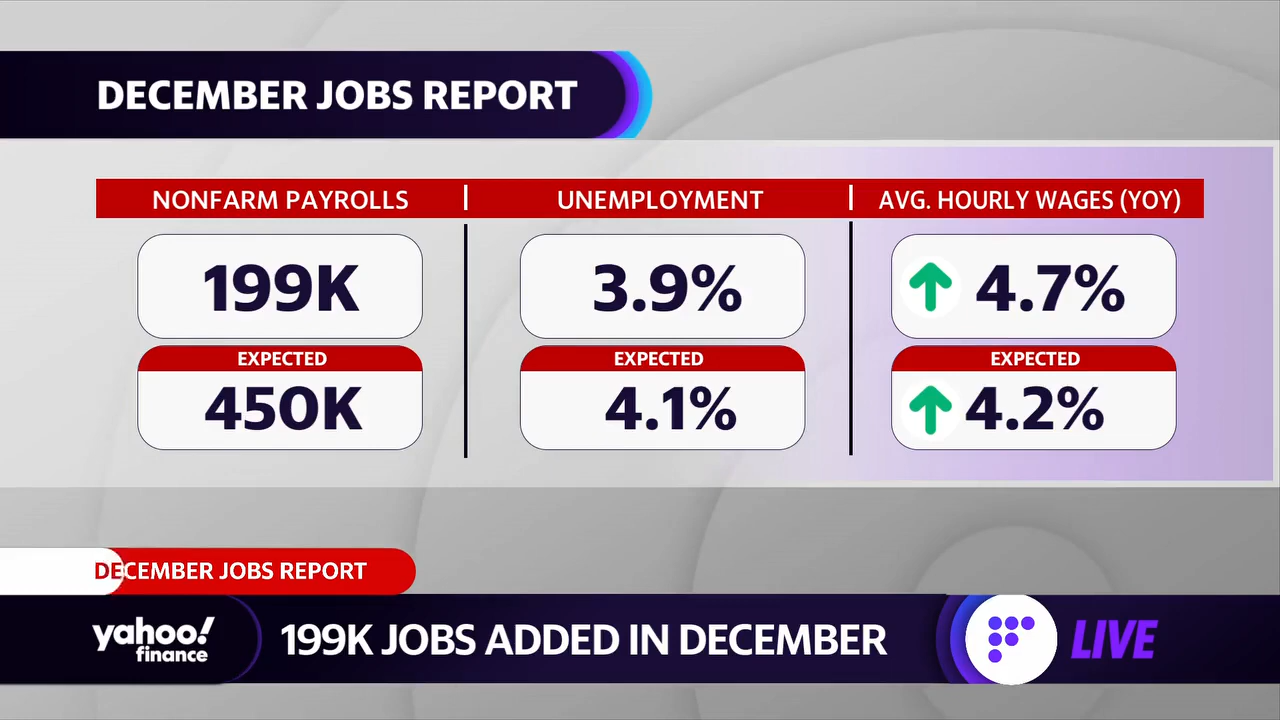 DECEMBER JOBS REPORT
NONFARM PAYROLLS
UNEMPLOYMENT
AVG. HOURLY WAGES (YOY)
199K
3.9%
4.7%
EXPECTED
EXPECTED
EXPECTED
450K
4.1%
4.2%
DECEMBER JOBS REPORT
yahoo!
finance
199K JOBS ADDED IN DECEMBER
LIVE